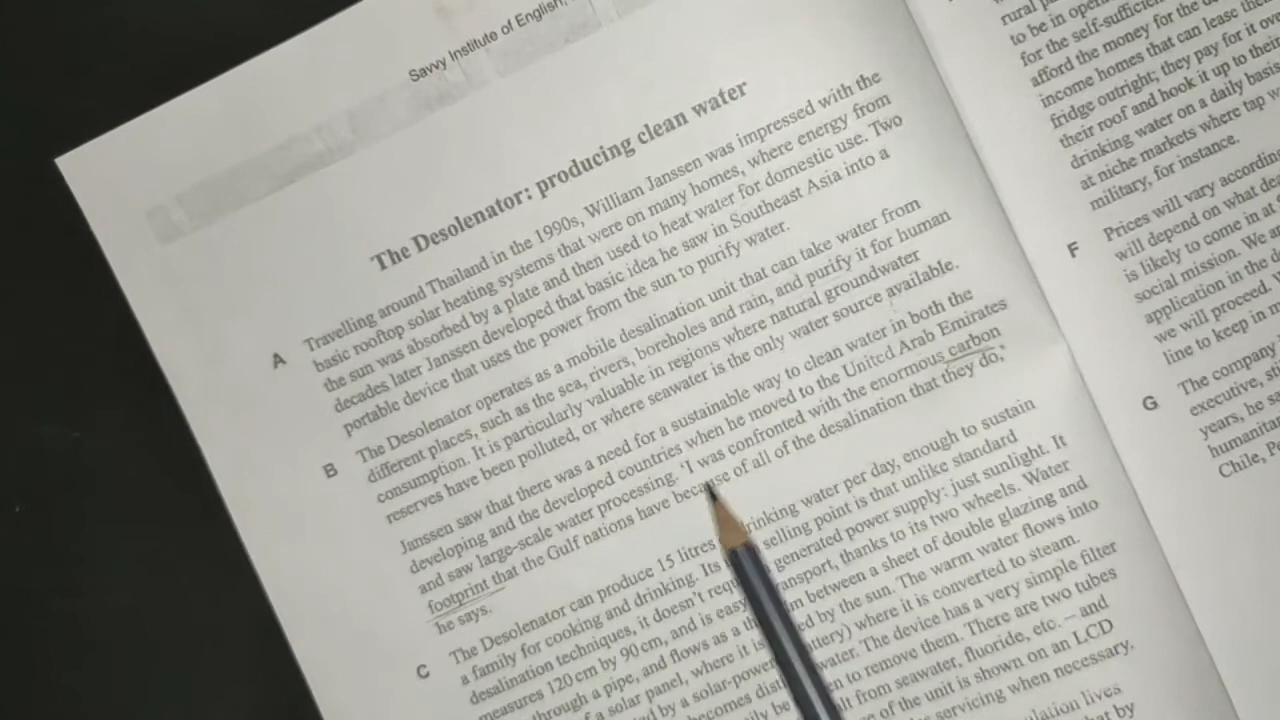 Savvy Institute of English,
The Desolenator: producing clean water
A Travelling around Thailand in the 1990s, William Janssen was impressed with the
basic rooftop solar heating systems that were on many homes, where energy from
the sun was absorbed by a plate and then used to heat water for domestic use. Two
decades later Janssen developed that basic idea he saw in Southeast Asia into a
portable device that uses the power from the sun to purify water.
B The Desolenator operates as a mobile desalination unit that can take water from
different places, such as the sea, rivers, boreholes and rain, and purify it for human
consumption. It is particularly valuable in regions where natural groundwater
reserves have been polluted, or where seawater is the only water source available.
Janssen saw that there was a need for a sustainable way to clean water in both the
developing and the developed countries when he moved to the United Arab Emirates
and saw large-scale water processing. 'I was confronted with the enormous carbon
footprint that the Gulf nations have because of all of the desalination that they do,'
he says.
C The Desolenator can produce 15 litres drinking water per day, enough to sustain
a family for cooking and drinking. Its selling point is that unlike standard
desalination techniques, it doesn't generated power supply: just sunlight. It
measures 120 cm by 90 cm, and is easy thanks to its two wheels. Water
through a pipe, and flows as a between a sheet of double glazing and
of a solar panel, where it is by the sun. The warm water flows into
by a solar-power where it is converted to steam.
becomes water. The device has a very simple filter
be to remove them. There are two tubes
from seawater, fluoride, etc. – and
of the unit is shown on an LCD
servicing when necessary.
lives
by
rural
to be in
for the
afford the money for the
income homes that can lease
fridge outright; they pay for it
their roof and hook it up to their
drinking water on a daily basis
at niche markets where tap
military, for instance.
F Prices will vary
will depend on what
is likely to come in at
social mission. We
application in the
we will proceed.
line to keep in
G The company
executive,
years, he
Chile,